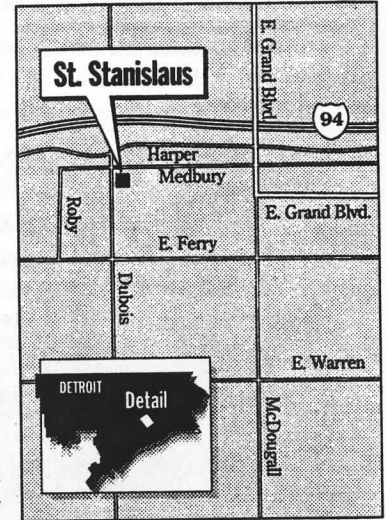 St. Stanislaus
E. Grand Blvd.
94
Harper
Medbury
Roby
E. Grand Blvd.
E. Ferry
Dubois
E. Warren
DETROIT
Detail
McDougall